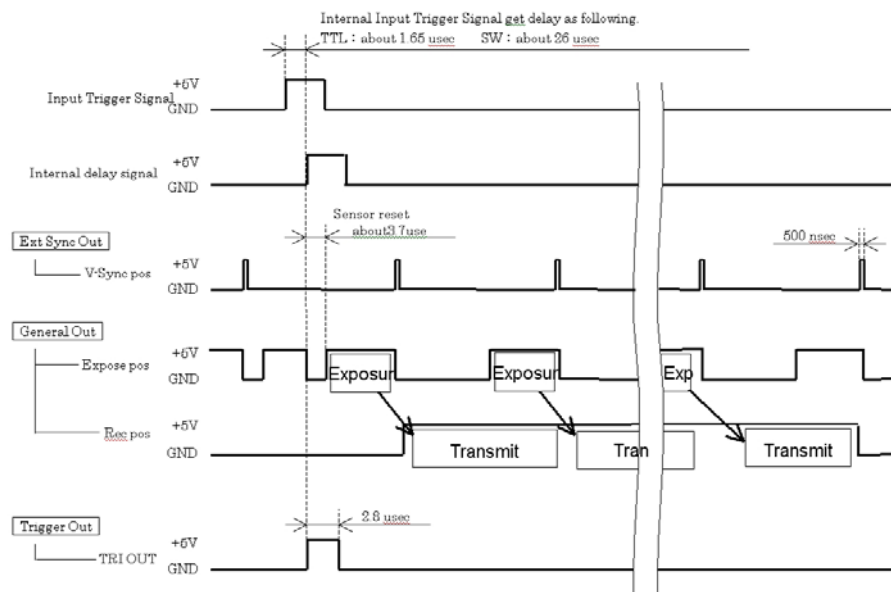 Internal Input Trigger Signal get delay as following.
TTL : about 1.65 usec SW : about 26 usec
+5V
Input Trigger Signal
GND
+5V
Internal delay signal
GND
Sensor reset
about3.7use
Ext Sync Out
500 nsec
+5V
V-Sync pos
GND
General Out
+5V
Expose pos
GND
Exposur
Exposur
Exp
+5V
Rec pos
GND
Transmit
Tran
Transmit
2.8 usec
Trigger Out
+5V
TRI OUT
GND